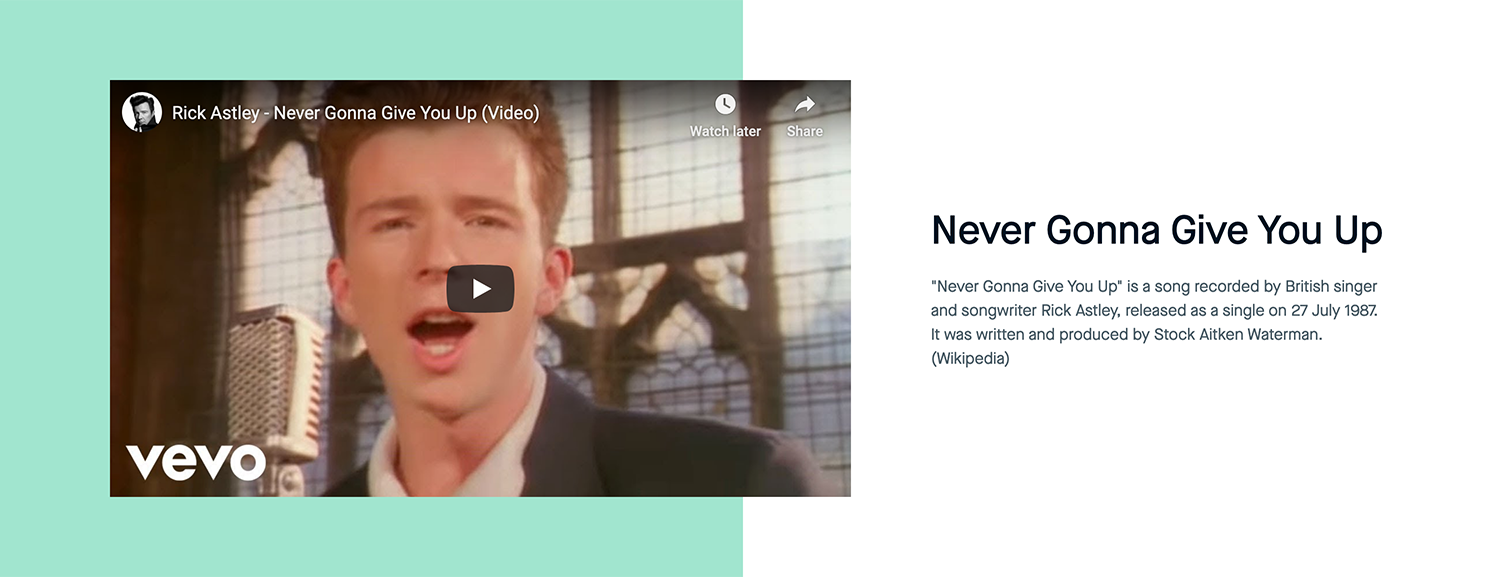 Rick Astley - Never Gonna Give You Up (Video)
Watch later
Share
vevo
Never Gonna Give You Up
"Never Gonna Give You Up" is a song recorded by British singer
and songwriter Rick Astley, released as a single on 27 July 1987.
It was written and produced by Stock Aitken Waterman.
(Wikipedia)